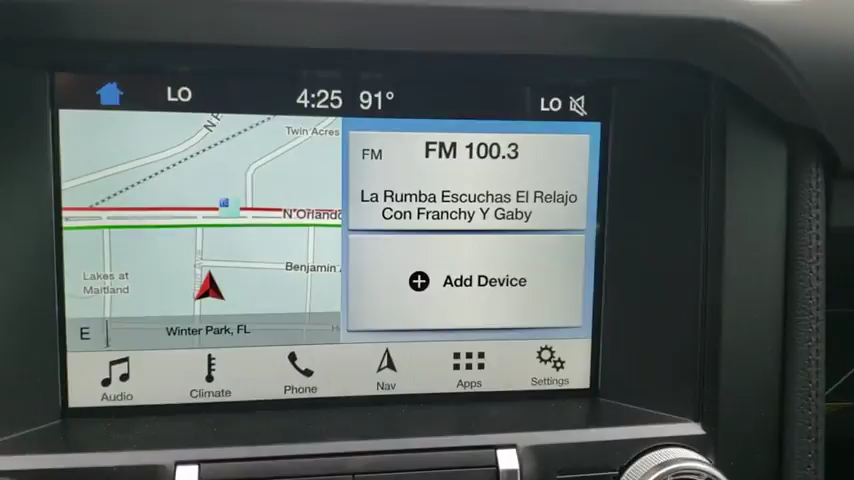 LO
4:25 91°
LO
Twin Acres
N'Orlando
Lakes at
Maitland
Benjamin
E
Winter Park, FL
FM
FM 100.3
La Rumba Escuchas El Relajo
Con Franchy Y Gaby
Add Device
Audio
Climate
Phone
Nav
Apps
Settings